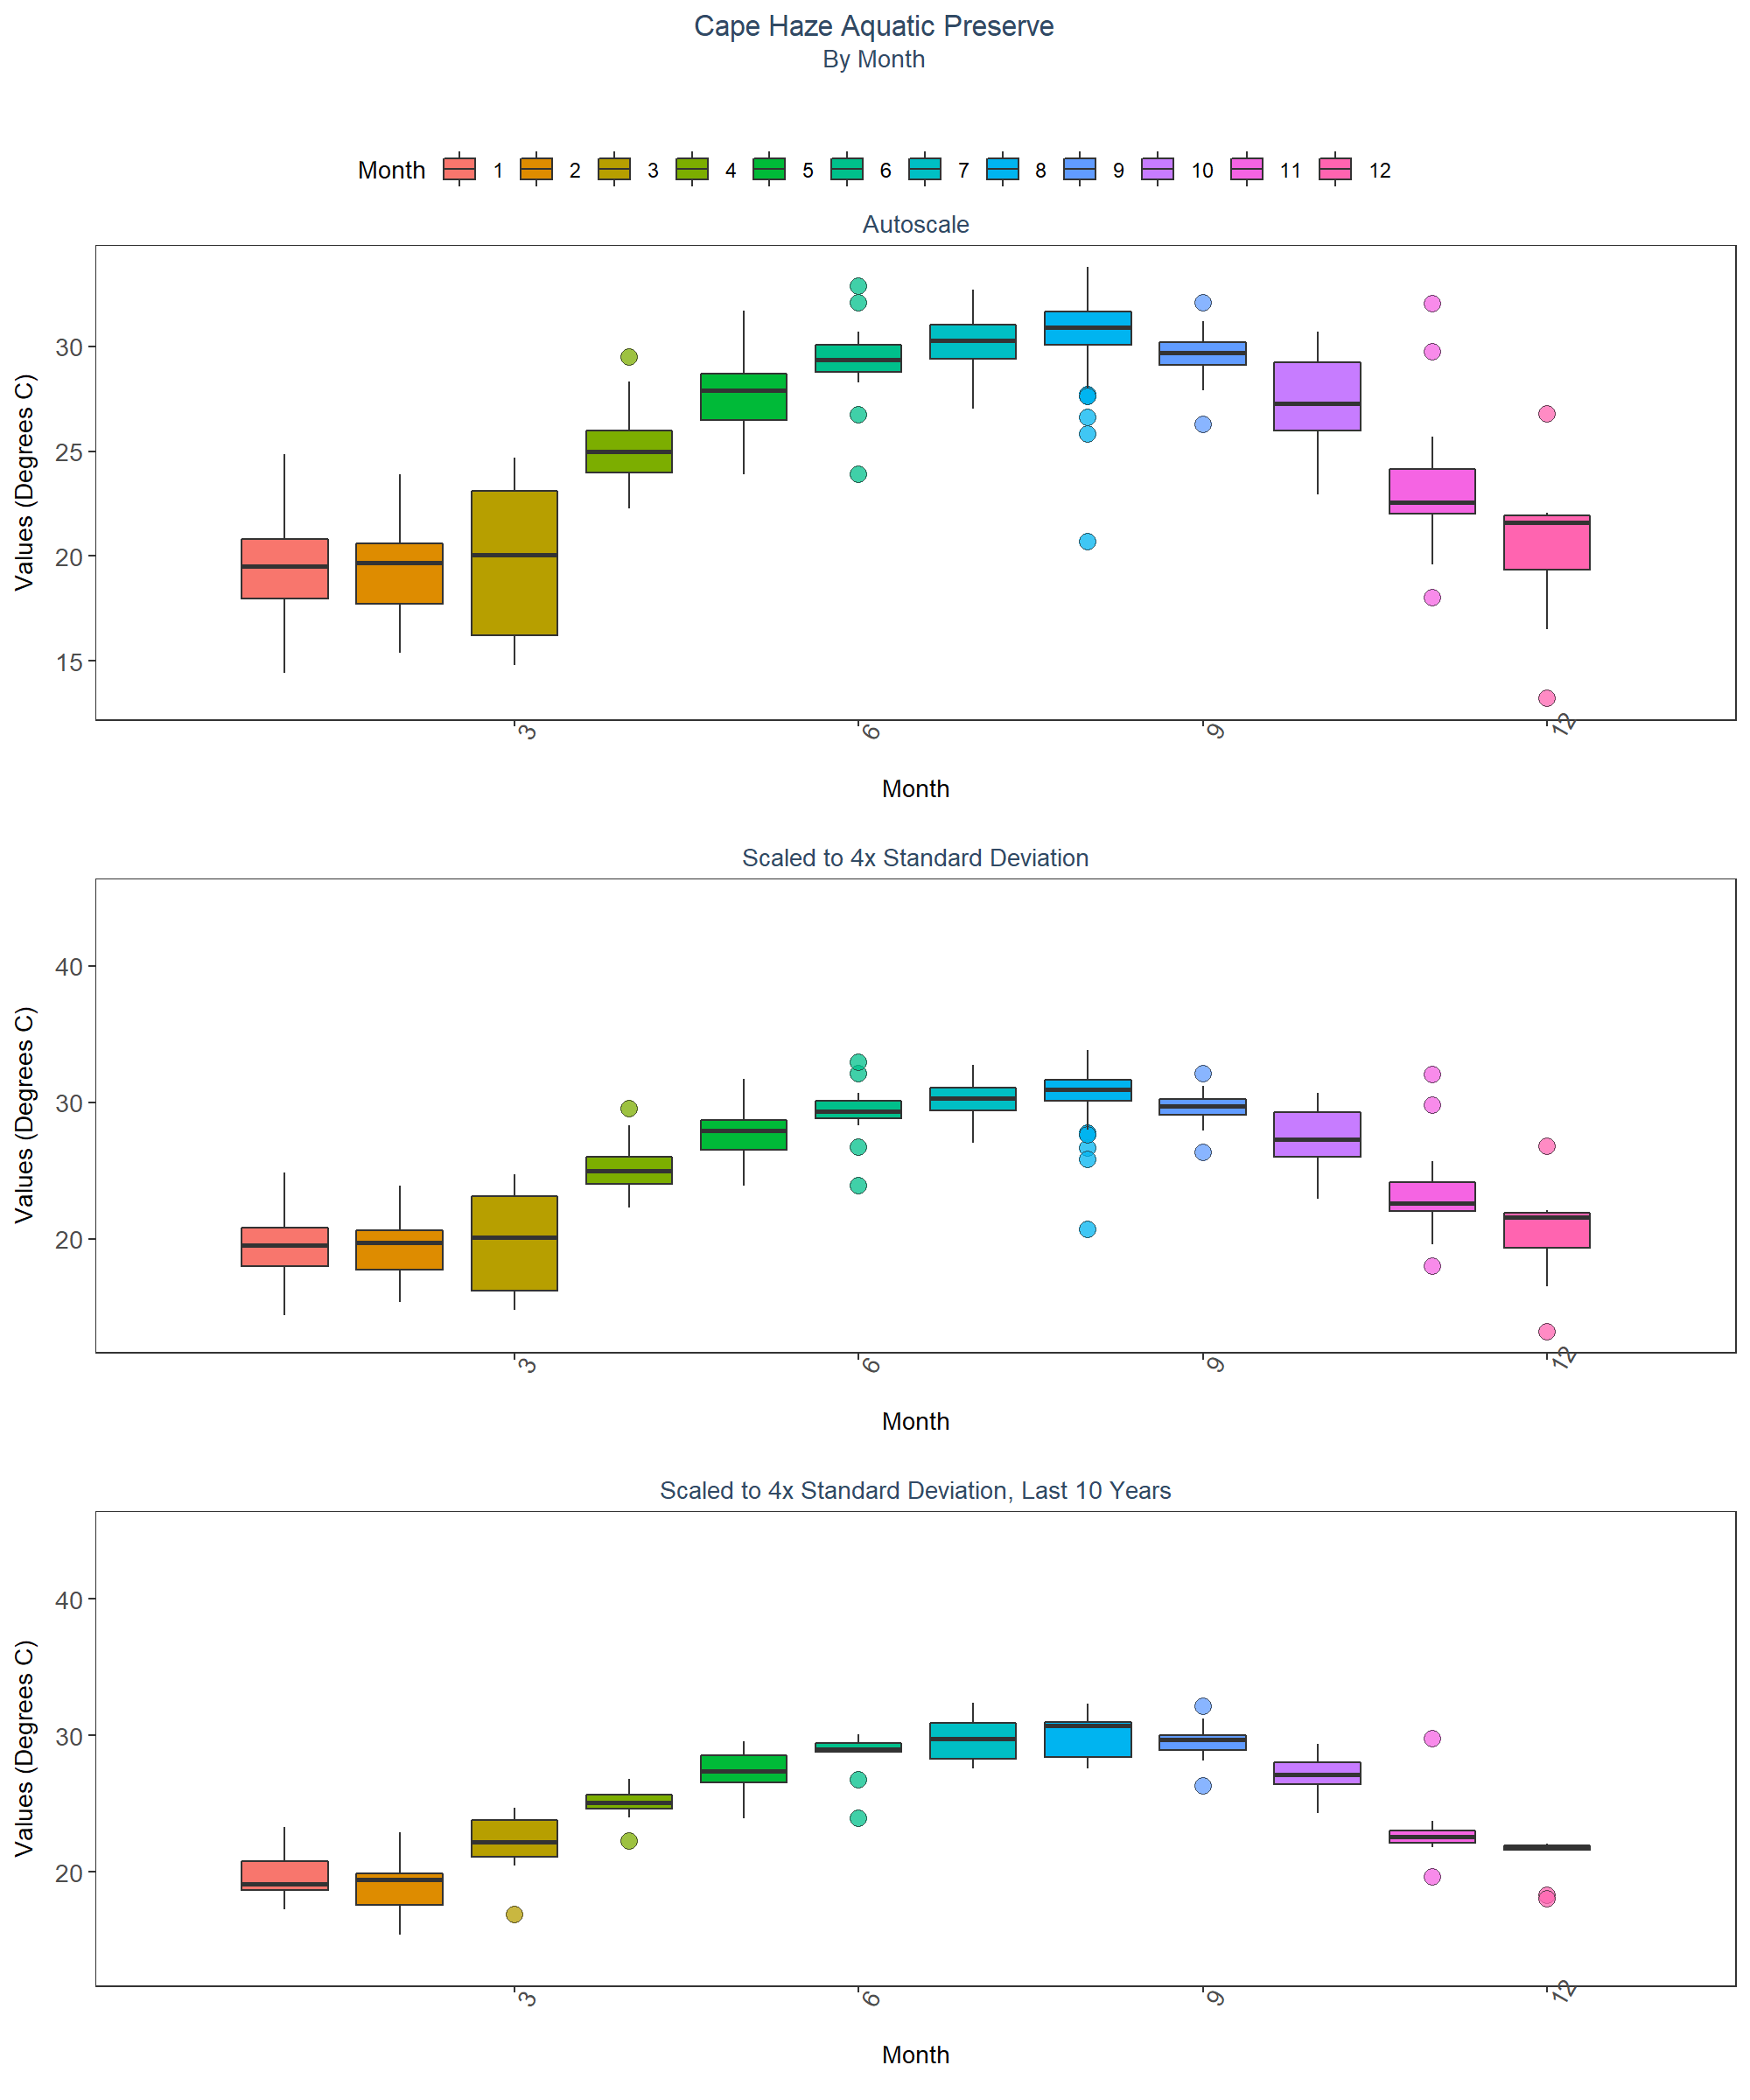 Cape Haze Aquatic Preserve
By Month
Month 1 2 3 4 5 6 7 8 9 10 11 12
Autoscale
Values (Degrees C)
30
25
20
15
3 6 9 12
Month
Scaled to 4x Standard Deviation
Values (Degrees C)
40
30
20
3 6 9 12
Month
Scaled to 4x Standard Deviation, Last 10 Years
Values (Degrees C)
40
30
20
3 6 9 12
Month